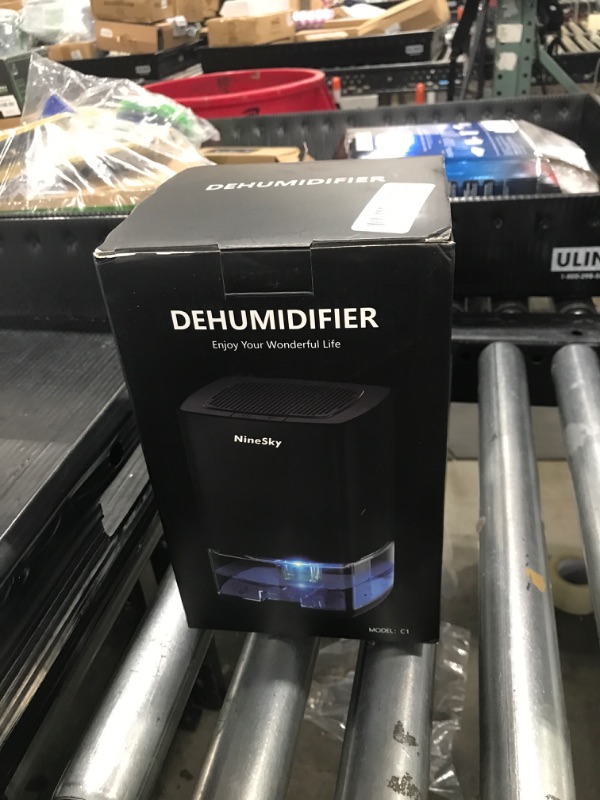 DEHUMIDIFIER
DEHUMIDIFIER
Enjoy Your Wonderful Life
NineSky
MODEL: C1
ULIN